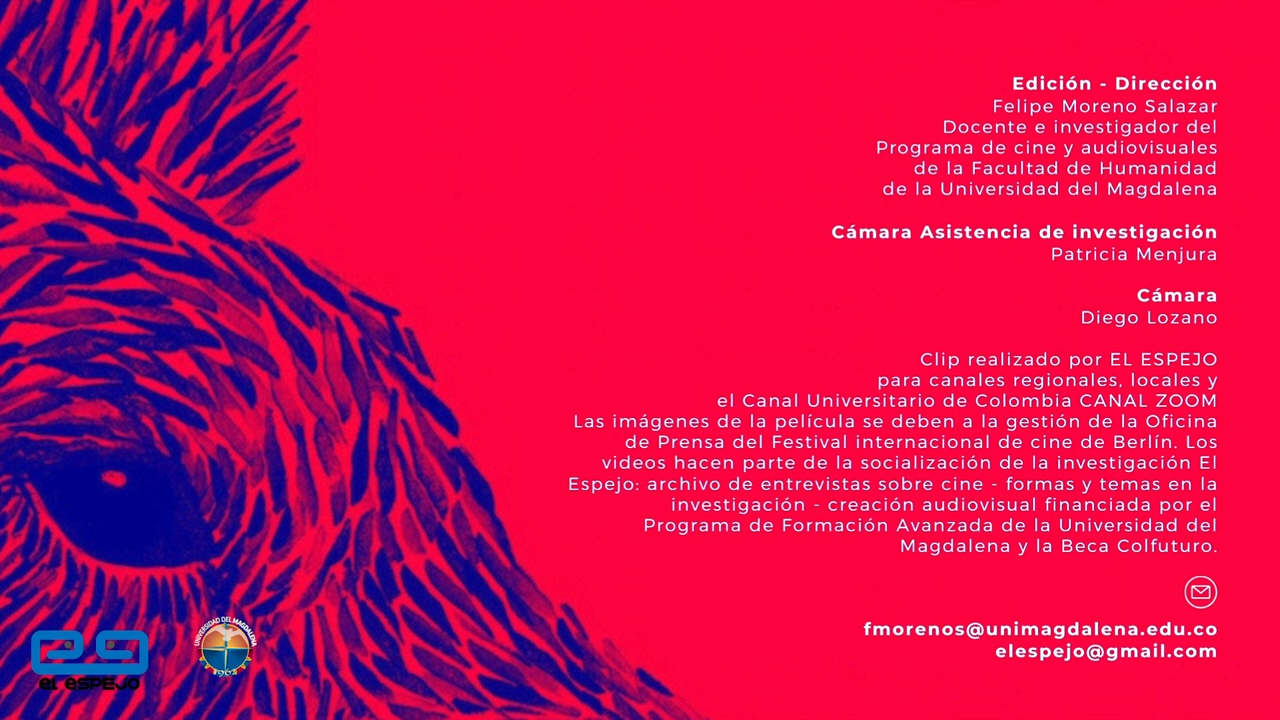 Edición - Dirección
Felipe Moreno Salazar
Docente e investigador del
Programa de cine y audiovisuales
de la Facultad de Humanidad
de la Universidad del Magdalena
Cámara Asistencia de investigación
Patricia Menjura
Cámara
Diego Lozano
Clip realizado por EL ESPEJO
para canales regionales, locales y
el Canal Universitario de Colombia CANAL ZOOM
Las imágenes de la película se deben a la gestión de la Oficina
de Prensa del Festival internacional de cine de Berlín. Los
videos hacen parte de la socialización de la investigación El
Espejo: archivo de entrevistas sobre cine - formas y temas en la
investigación - creación audiovisual financiada por el
Programa de Formación Avanzada de la Universidad del
Magdalena y la Beca Colfuturo.
fmorenos@unimagdalena.edu.co
elespejo@gmail.com
EL ESPEJO
UNIVERSIDAD DEL MAGDALENA